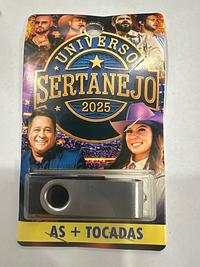 UNIVERSO
SERTANEJO
2025
AS + TOCADAS